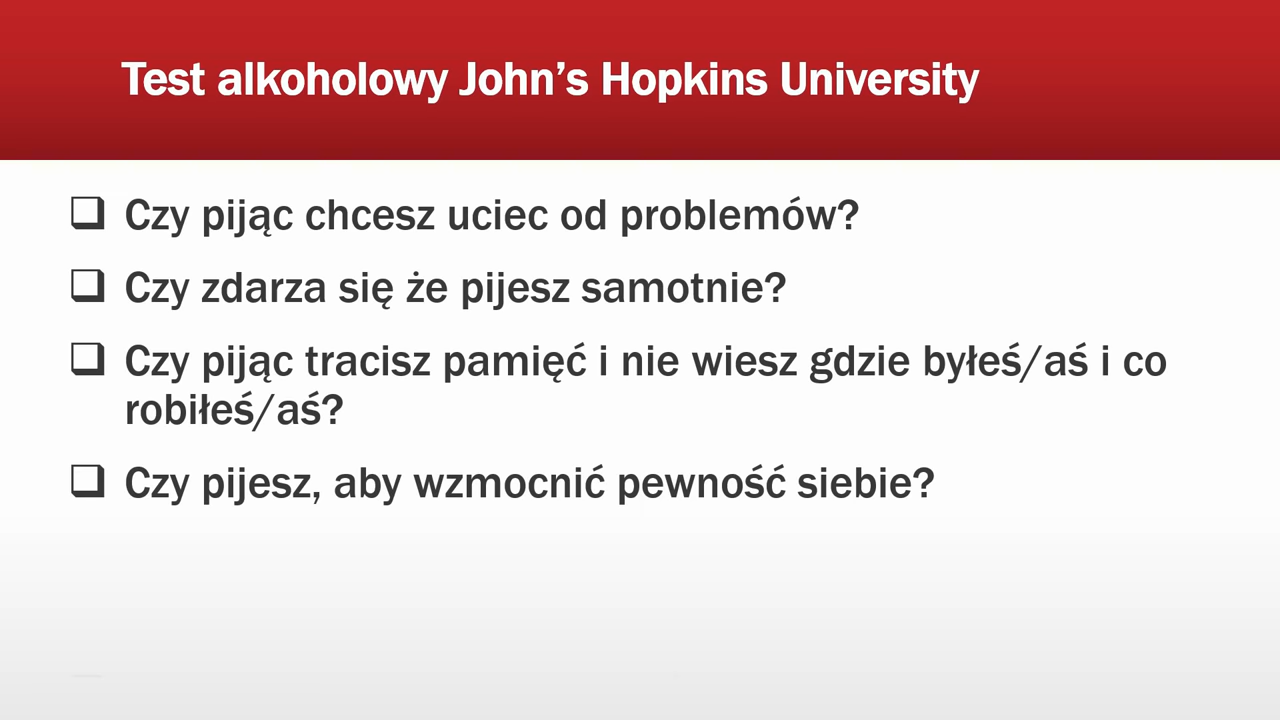 Test alkoholowy John’s Hopkins University
Czy pijąc chcesz uciec od problemów?
Czy zdarza się że pijesz samotnie?
Czy pijąc tracisz pamięć i nie wiesz gdzie byłeś/aś i co
robiłeś/aś?
Czy pijesz, aby wzmocnić pewność siebie?